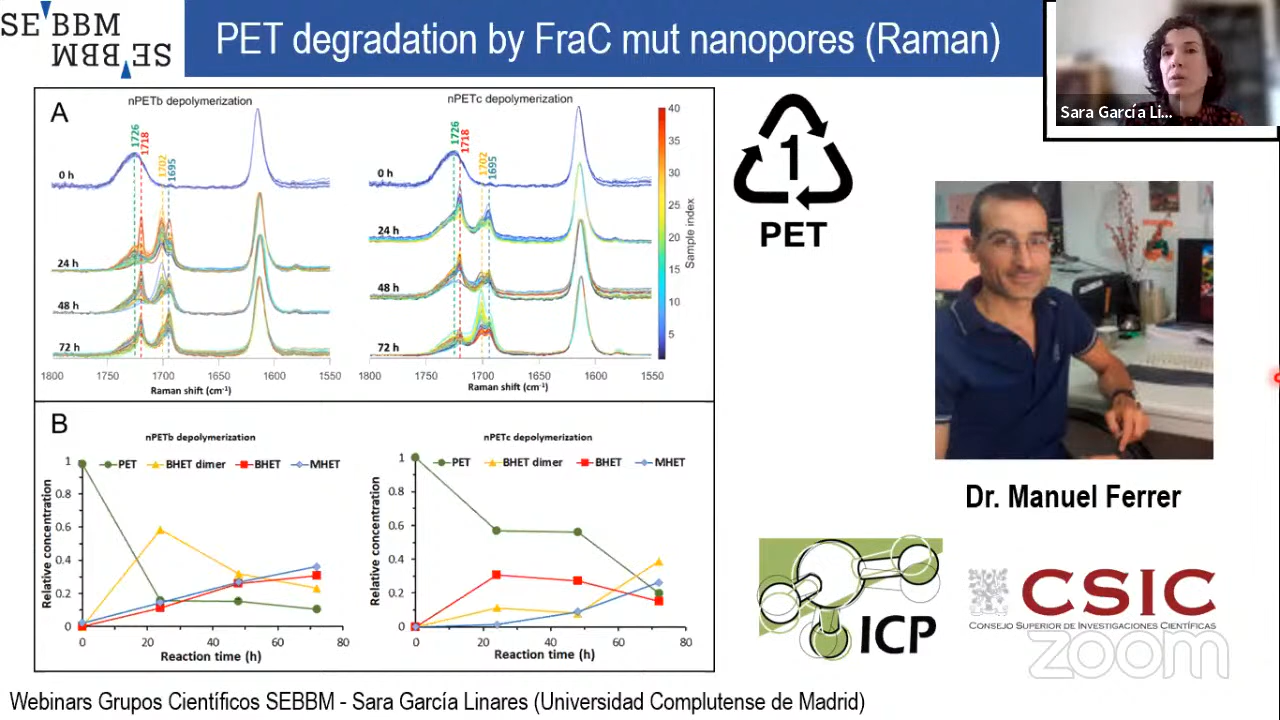 SEBBM
SEBBM
PET degradation by FraC mut nanopores (Raman)
Sara García Li...
A
nPETb depolymerization
nPETc depolymerization
1726
1718
1702
1695
1726
1718
1702
1695
0 h
24 h
48 h
72 h
0 h
24 h
48 h
72 h
1800 1750 1700 1650 1600 1550
Raman shift (cm-1)
1800 1750 1700 1650 1600 1550
Raman shift (cm-1)
40
35
30
25
20
15
10
5
Sample index
1
PET
Dr. Manuel Ferrer
B
nPETb depolymerization
PET BHET dimer BHET MHET
1
0.8
0.6
0.4
0.2
0
Relative concentration
0 20 40 60 80
Reaction time (h)
nPETc depolymerization
PET BHET dimer BHET MHET
1
0.8
0.6
0.4
0.2
0
Relative concentration
0 20 40 60 80
Reaction time (h)
ICP
CSIC
CONSEJO SUPERIOR DE INVESTIGACIONES CIENTÍFICAS
zoom
Webinars Grupos Científicos SEBBM - Sara García Linares (Universidad Complutense de Madrid)